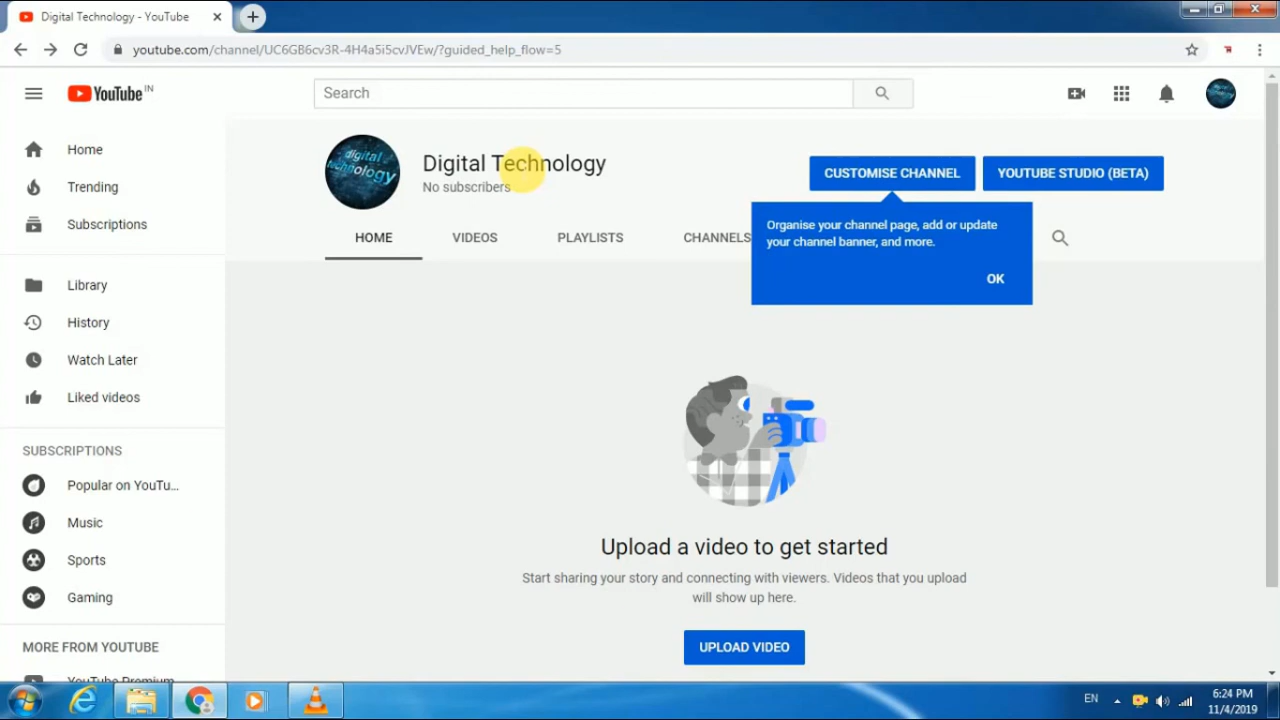 Digital Technology - YouTube
youtube.com/channel/UC6GB6cv3R-4H4a5i5cvJVEw/?guided_help_flow=5
YouTube IN
Search
Home
Trending
Subscriptions
Library
History
Watch Later
Liked videos
SUBSCRIPTIONS
Popular on YouTu...
Music
Sports
Gaming
MORE FROM YOUTUBE
YouTube Premium
digital
technology
Digital Technology
No subscribers
CUSTOMISE CHANNEL
YOUTUBE STUDIO (BETA)
HOME
VIDEOS
PLAYLISTS
CHANNELS
Organise your channel page, add or update
your channel banner, and more.
OK
Upload a video to get started
Start sharing your story and connecting with viewers. Videos that you upload
will show up here.
UPLOAD VIDEO
EN
6:24 PM
11/4/2019